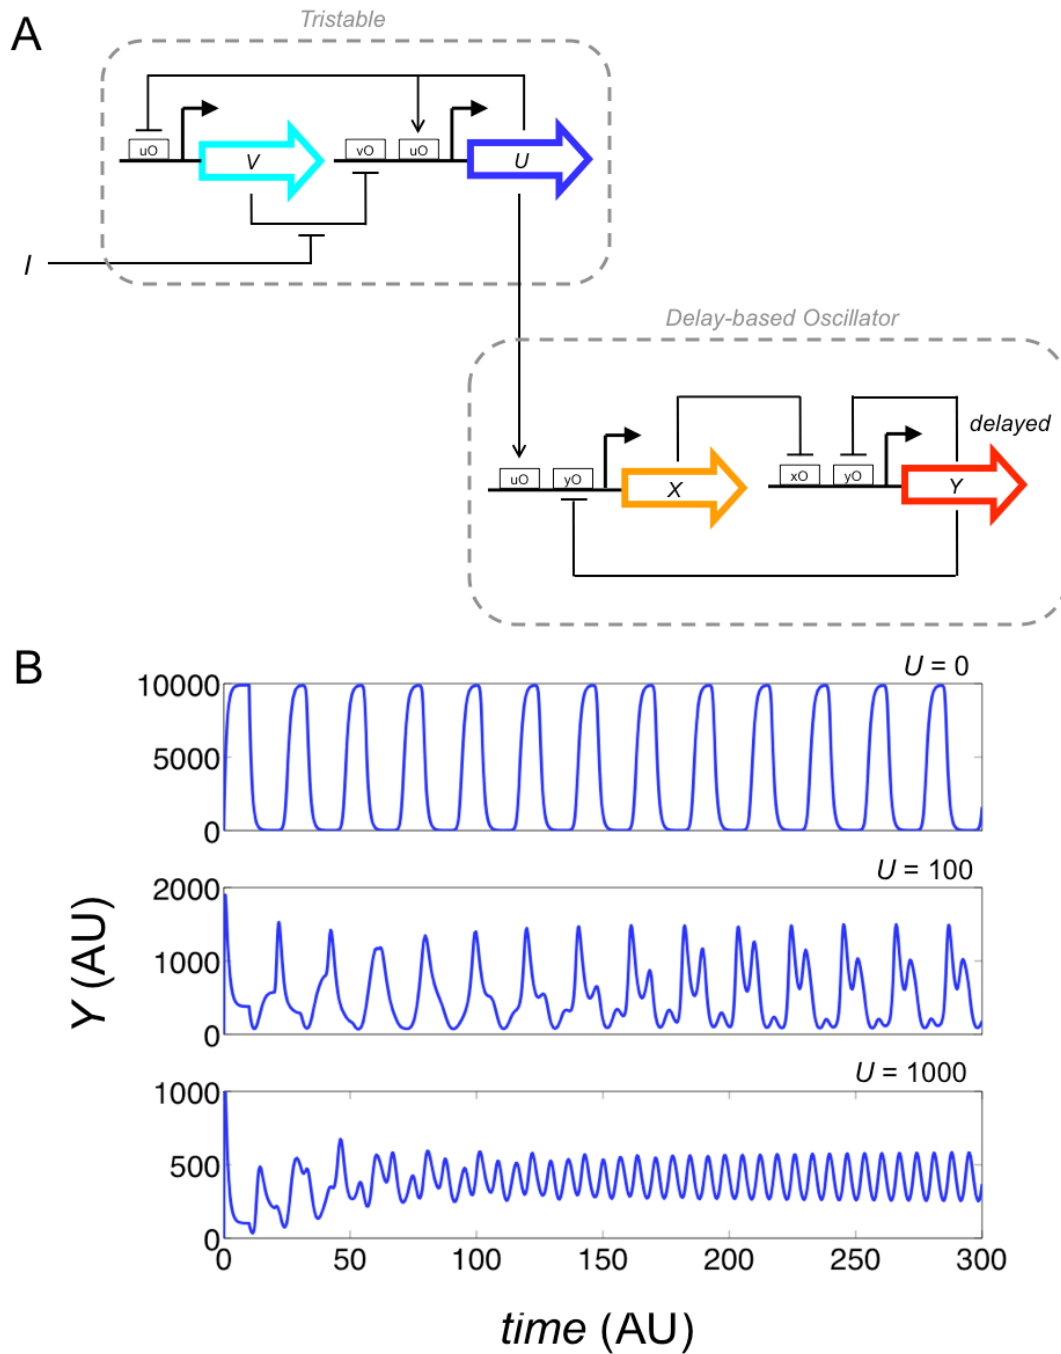 A
Tristable
uO
V
vO
uO
U
I
Delay-based Oscillator
delayed
uO
yO
X
xO
yO
Y
B
U = 0
10000
5000
0
U = 100
2000
1000
0
Y (AU)
U = 1000
1000
500
0
0
50
100
150
200
250
300
time (AU)